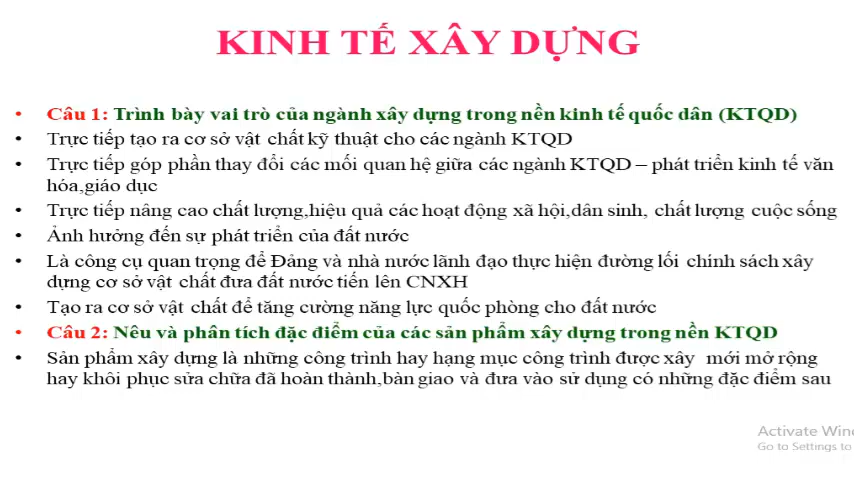 KINH TẾ XÂY DỰNG
• Câu 1: Trình bày vai trò của ngành xây dựng trong nền kinh tế quốc dân (KTQD)
• Trực tiếp tạo ra cơ sở vật chất kỹ thuật cho các ngành KTQD
• Trực tiếp góp phần thay đổi các mối quan hệ giữa các ngành KTQD – phát triển kinh tế văn
hóa,giáo dục
• Trực tiếp nâng cao chất lượng,hiệu quả các hoạt động xã hội,dân sinh, chất lượng cuộc sống
• Ảnh hưởng đến sự phát triển của đất nước
• Là công cụ quan trọng để Đảng và nhà nước lãnh đạo thực hiện đường lối chính sách xây
dựng cơ sở vật chất đưa đất nước tiến lên CNXH
• Tạo ra cơ sở vật chất để tăng cường năng lực quốc phòng cho đất nước
• Câu 2: Nêu và phân tích đặc điểm của các sản phẩm xây dựng trong nền KTQD
• Sản phẩm xây dựng là những công trình hay hạng mục công trình được xây mới mở rộng
hay khôi phục sửa chữa đã hoàn thành,bàn giao và đưa vào sử dụng có những đặc điểm sau
Activate Wind
Go to Settings to